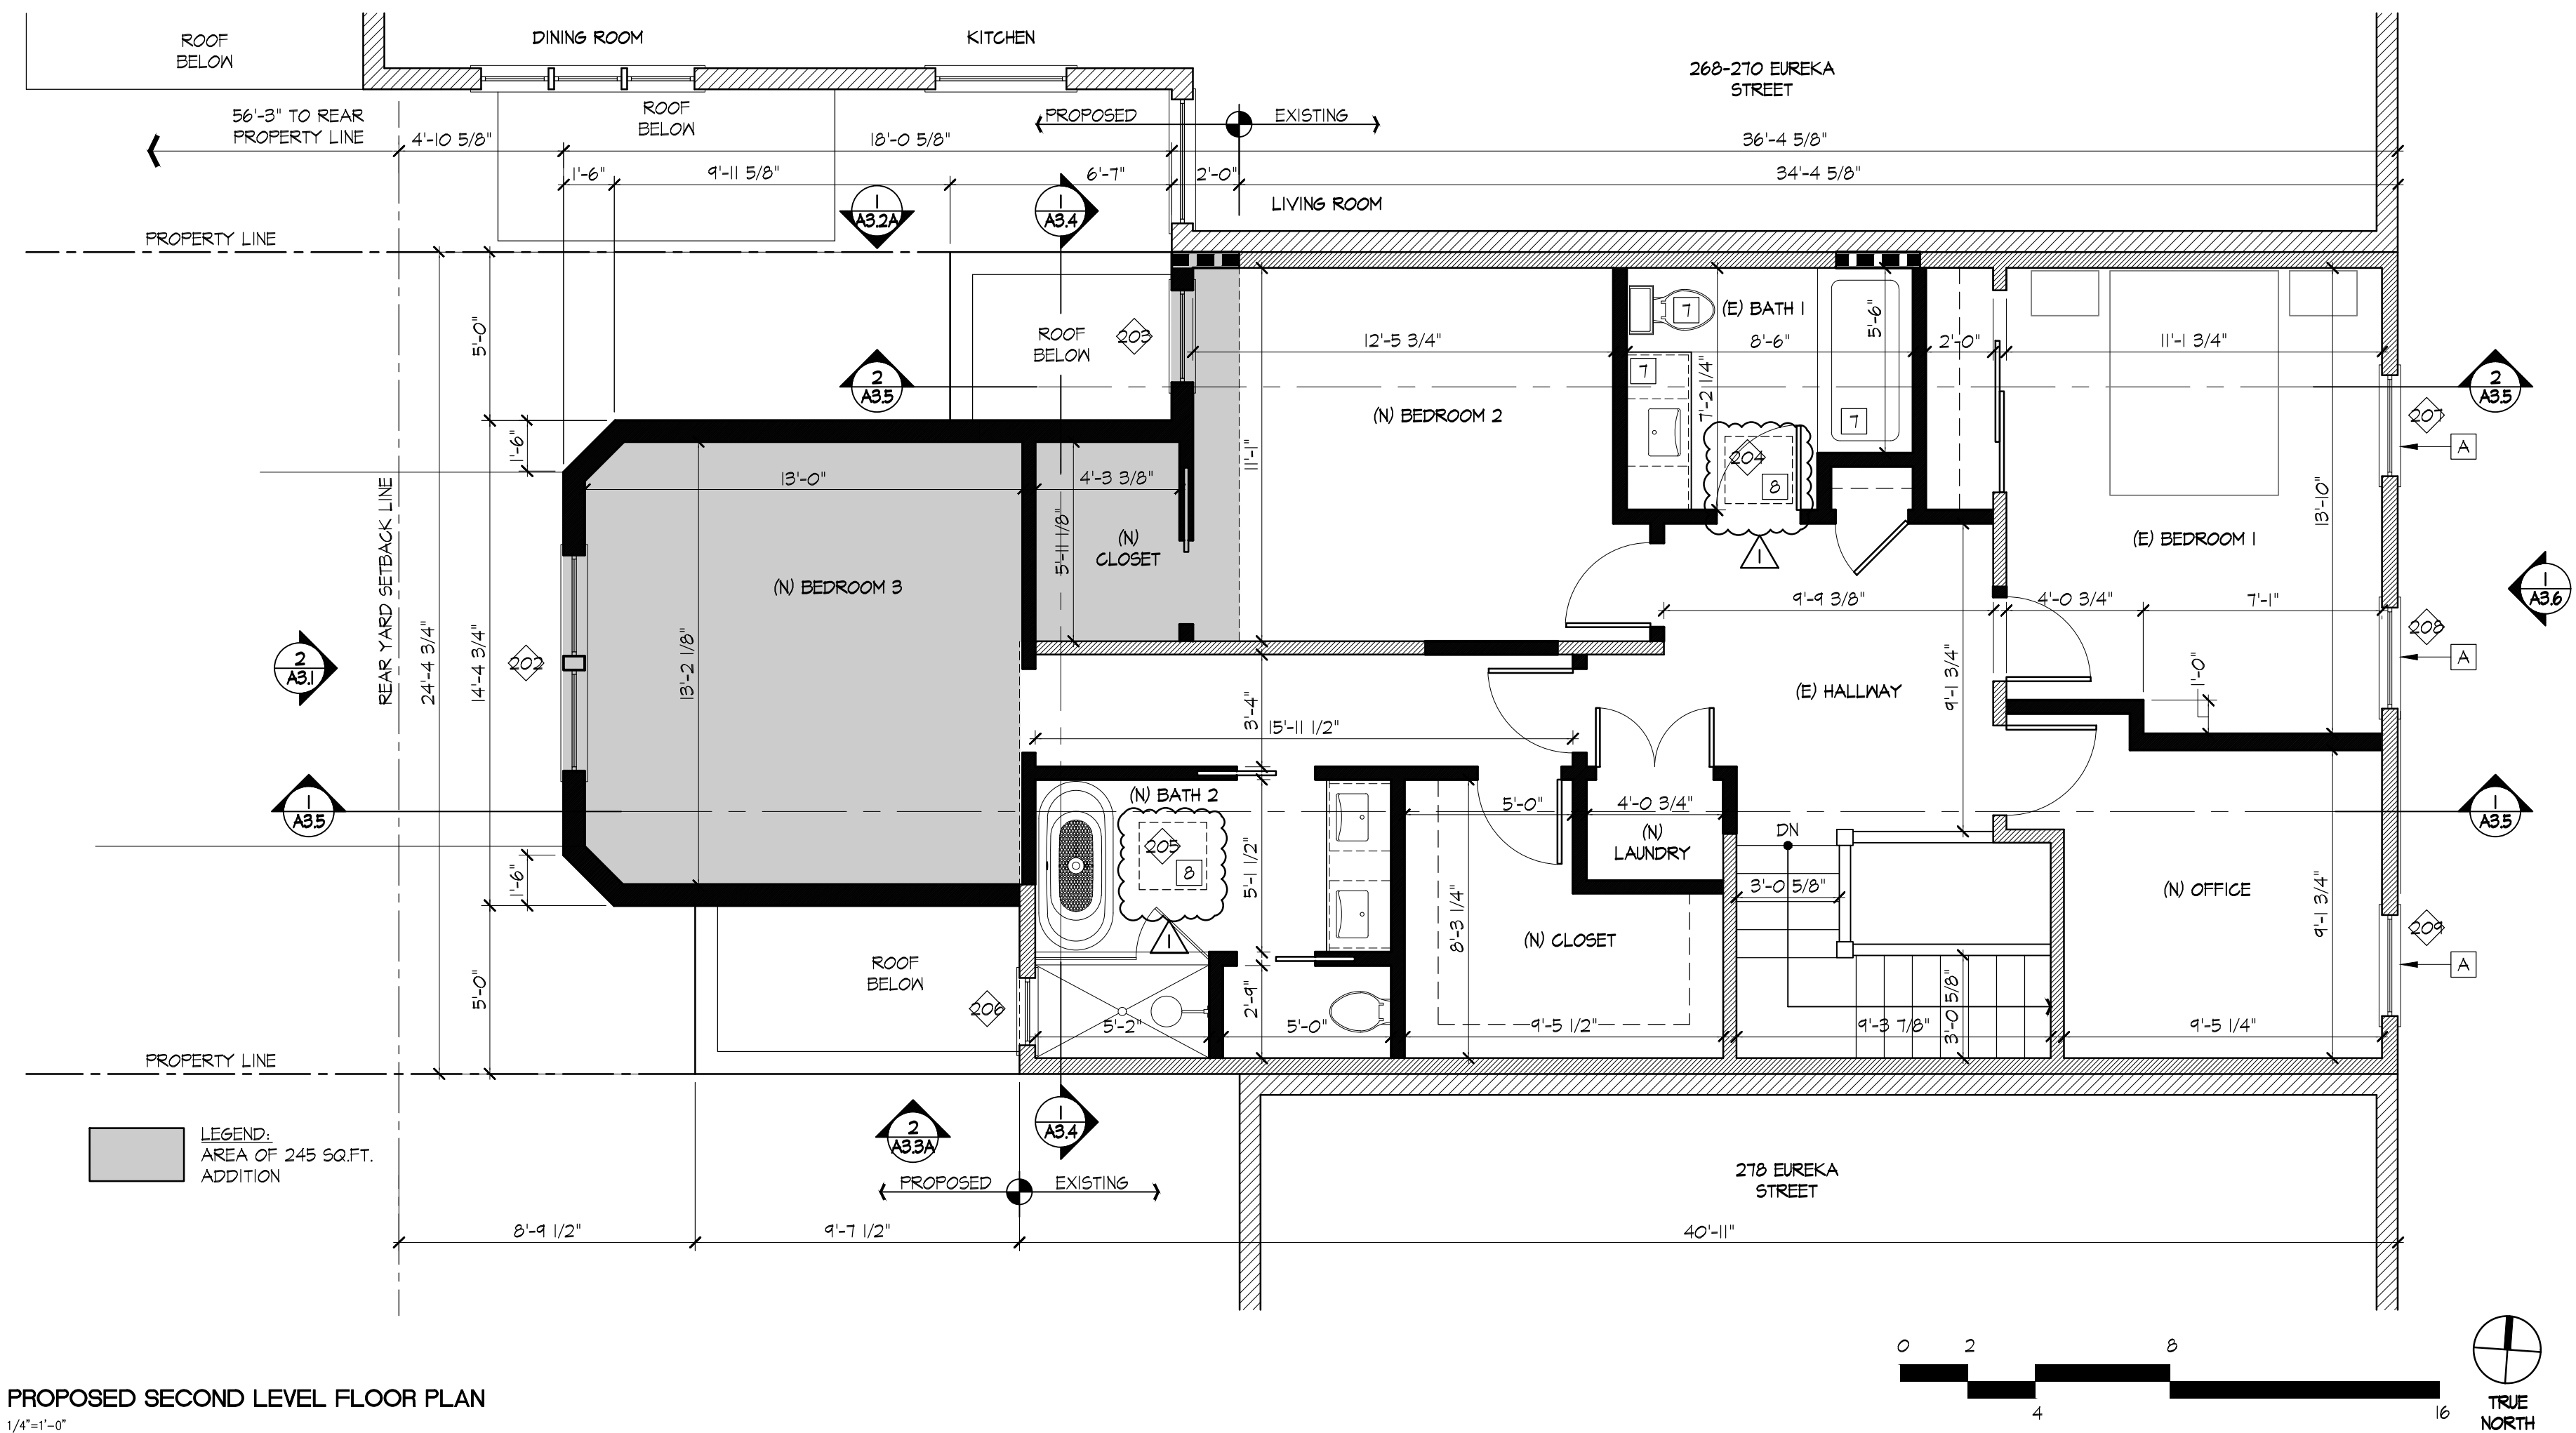 ROOF
BELOW
DINING ROOM
KITCHEN
268-270 EUREKA
STREET
56'-3" TO REAR
PROPERTY LINE
4'-10 5/8"
ROOF
BELOW
18'-0 5/8"
PROPOSED
EXISTING
36'-4 5/8"
1'-6"
9'-11 5/8"
6'-7"
2'-0"
34'-4 5/8"
1
A3.2A
1
A3.4
LIVING ROOM
PROPERTY LINE
5'-0"
ROOF
BELOW
203
2
A3.5
12'-5 3/4"
(N) BEDROOM 2
11'-1"
7
(E) BATH 1
8'-6"
5'-6"
7
7'-2 1/4"
7
204
8
1
2'-0"
11'-1 3/4"
2
A3.5
207
A
1'-6"
13'-0"
4'-3 3/8"
5'-11 1/8"
(N)
CLOSET
(N) BEDROOM 3
(E) BEDROOM 1
13'-10"
1
A3.6
9'-9 3/8"
4'-0 3/4"
7'-1"
208
A
REAR YARD SETBACK LINE
24'-4 3/4"
14'-4 3/4"
2
A3.1
202
13'-2 1/8"
3'-4"
15'-11 1/2"
(E) HALLWAY
9'-1 3/4"
1'-0"
1
A3.5
(N) BATH 2
205
8
1
5'-1 1/2"
5'-0"
4'-0 3/4"
(N)
LAUNDRY
DN
3'-0 5/8"
1
A3.5
1'-6"
8'-3 1/4"
(N) CLOSET
(N) OFFICE
9'-1 3/4"
209
A
5'-0"
ROOF
BELOW
206
2'-9"
5'-2"
5'-0"
9'-5 1/2"
9'-3 7/8"
3'-0 5/8"
9'-5 1/4"
PROPERTY LINE
LEGEND:
AREA OF 245 SQ.FT.
ADDITION
2
A3.3A
1
A3.4
PROPOSED
EXISTING
278 EUREKA
STREET
8'-9 1/2"
9'-7 1/2"
40'-11"
0
2
8
4
16
TRUE
NORTH
PROPOSED SECOND LEVEL FLOOR PLAN
1/4"=1'-0"